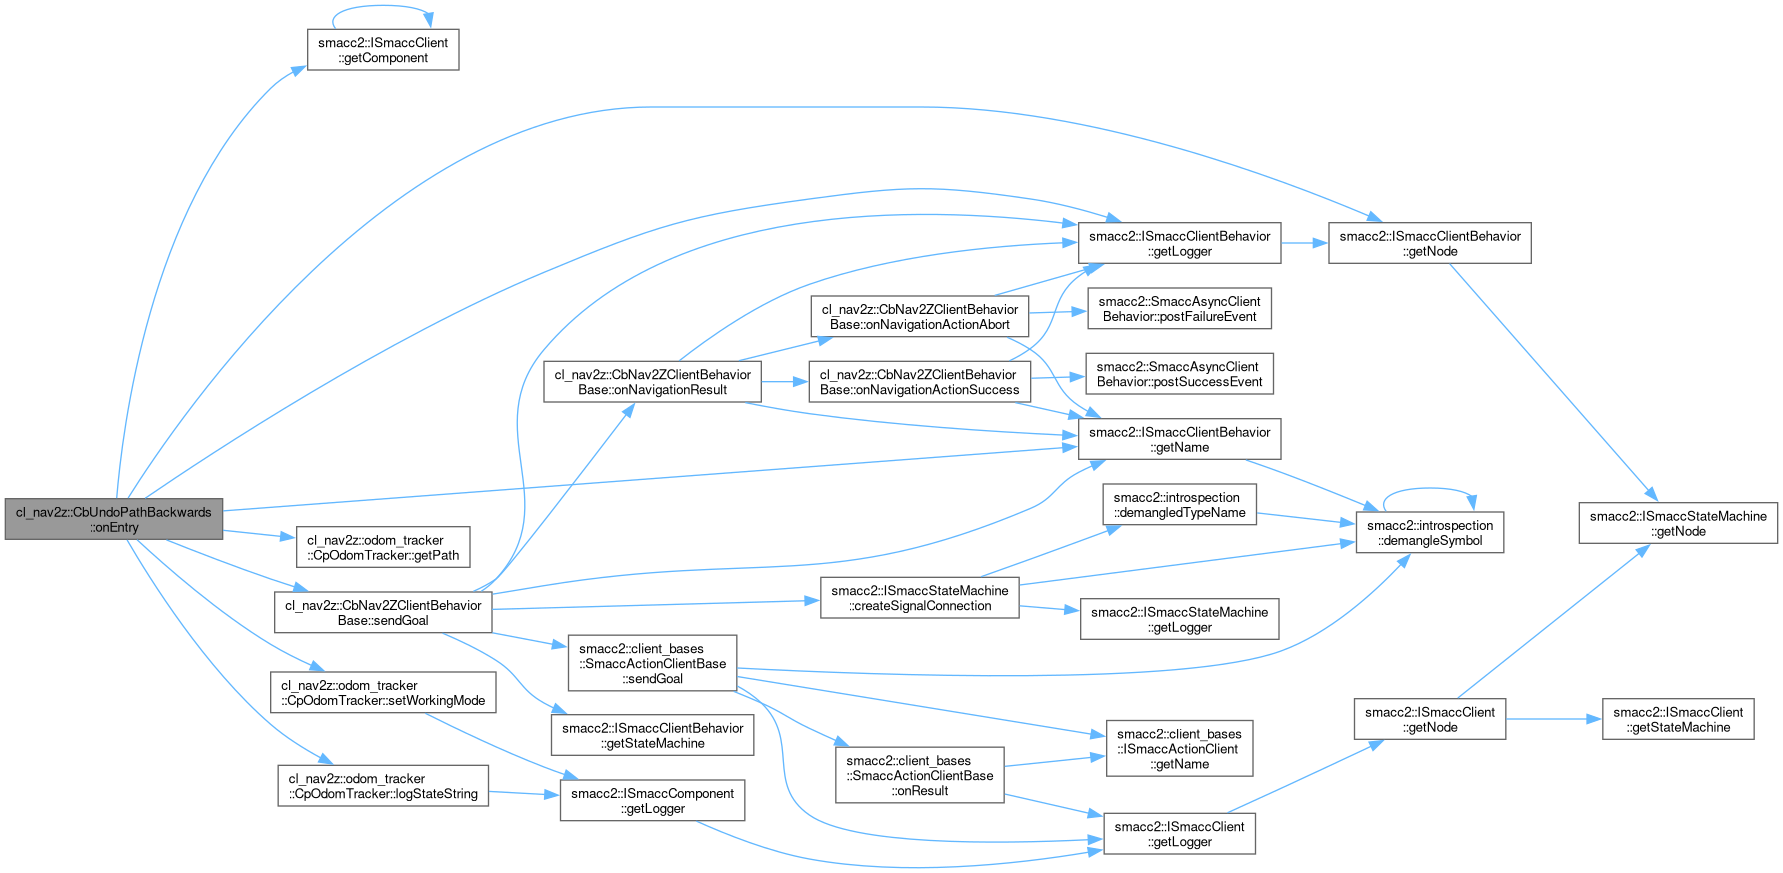 smacc2::ISmaccClient
::getComponent
smacc2::ISmaccClientBehavior
::getLogger
smacc2::ISmaccClientBehavior
::getNode
smacc2::SmaccAsyncClient
Behavior::postFailureEvent
cl_nav2z::CbNav2ZClientBehavior
Base::onNavigationActionAbort
smacc2::SmaccAsyncClient
Behavior::postSuccessEvent
cl_nav2z::CbNav2ZClientBehavior
Base::onNavigationResult
cl_nav2z::CbNav2ZClientBehavior
Base::onNavigationActionSuccess
smacc2::ISmaccClientBehavior
::getName
cl_nav2z::CbUndoPathBackwards
::onEntry
smacc2::introspection
::demangledTypeName
smacc2::introspection
::demangleSymbol
smacc2::ISmaccStateMachine
::getNode
cl_nav2z::odom_tracker
::CpOdomTracker::getPath
cl_nav2z::CbNav2ZClientBehavior
Base::sendGoal
smacc2::ISmaccStateMachine
::createSignalConnection
smacc2::ISmaccStateMachine
::getLogger
smacc2::client_bases
::SmaccActionClientBase
::sendGoal
cl_nav2z::odom_tracker
::CpOdomTracker::setWorkingMode
smacc2::ISmaccClientBehavior
::getStateMachine
smacc2::ISmaccClient
::getNode
smacc2::ISmaccClient
::getStateMachine
smacc2::client_bases
::ISmaccActionClient
::getName
smacc2::client_bases
::SmaccActionClientBase
::onResult
cl_nav2z::odom_tracker
::CpOdomTracker::logStateString
smacc2::ISmaccComponent
::getLogger
smacc2::ISmaccClient
::getLogger